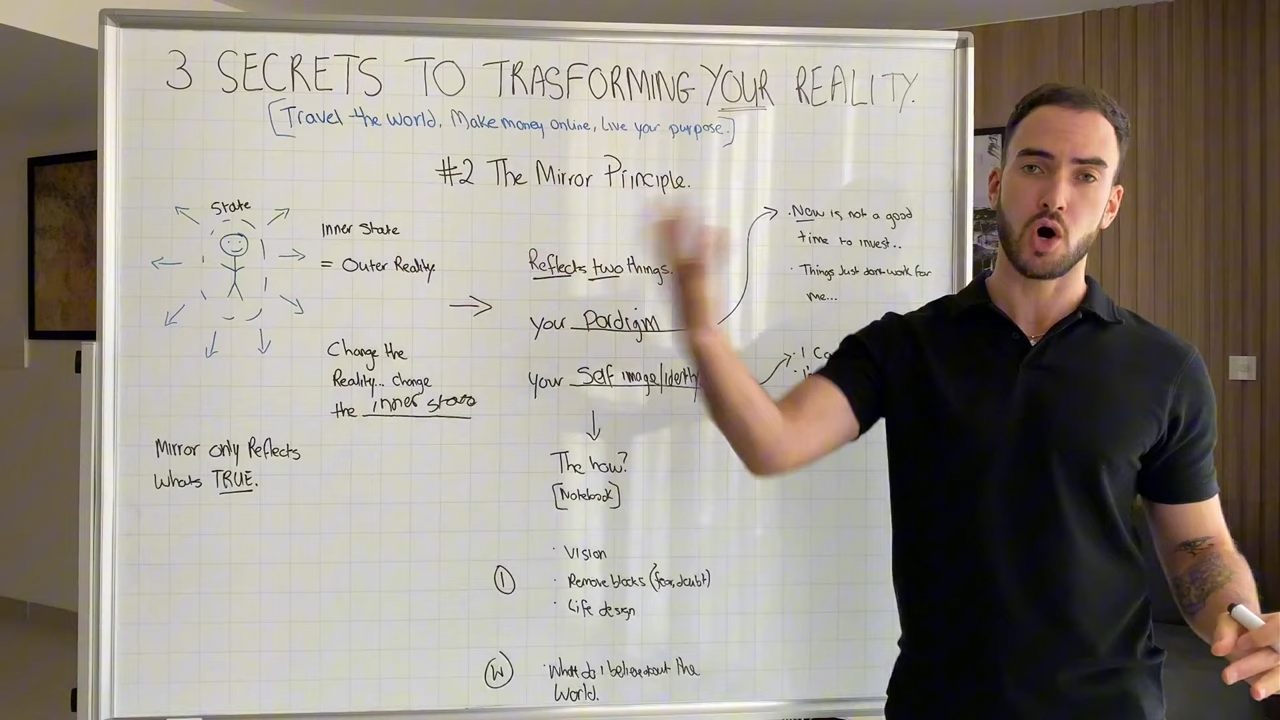 3 SECRETS TO TRASFORMING YOUR REALITY.
[Travel the world, Make money online, Live your purpose.]
#2 The Mirror Principle.
State
Inner State
= Outer Reality.
Change the
Reality... change
the inner state
Mirror only Reflects
Whats TRUE.
Reflects two things.
your paradigm
your Self image/identi
The how?
[Notebook]
· Vision
· Remove blocks (fear, doubt)
· Life design
I
W
· What do I believe about the
World.
· Now is not a good
time to invest..
· Things Just dont work for
me...
· I